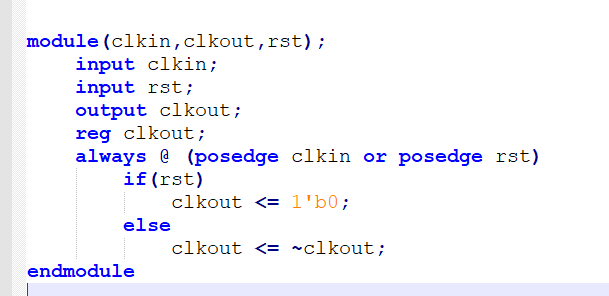 module(clkin,clkout,rst);
input clkin;
input rst;
output clkout;
reg clkout;
always @ (posedge clkin or posedge rst)
if(rst)
clkout <= 1'b0;
else
clkout <= ~clkout;
endmodule